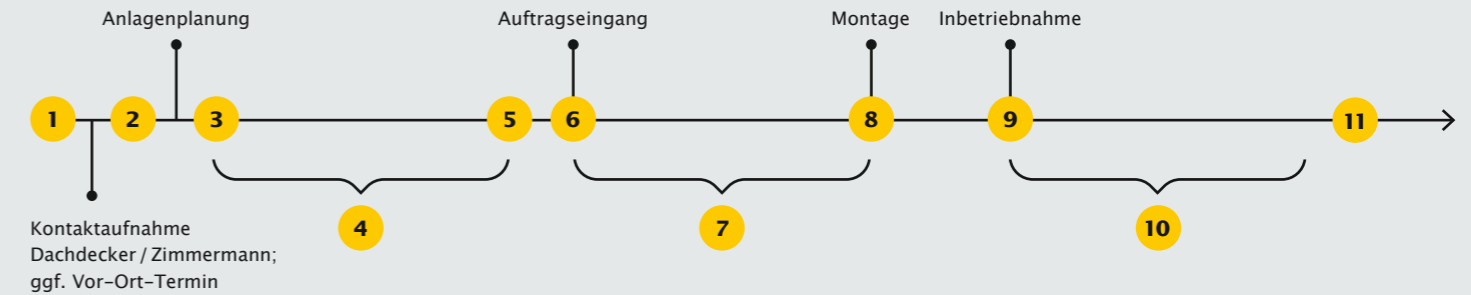 Anlagenplanung
Auftragseingang
Montage
Inbetriebnahme
1
2
3
5
6
8
9
11
4
7
10
Kontaktaufnahme
Dachdecker / Zimmermann;
ggf. Vor-Ort-Termin